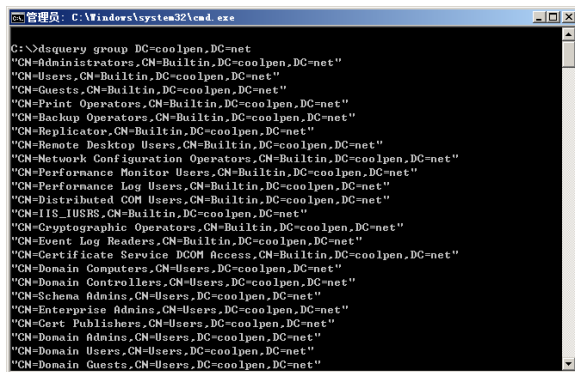 管理员: C:\Windows\system32\cmd.exe
C:\>dsquery group DC=coolpen,DC=net
"CN=Administrators,CN=Builtin,DC=coolpen,DC=net"
"CN=Users,CN=Builtin,DC=coolpen,DC=net"
"CN=Guests,CN=Builtin,DC=coolpen,DC=net"
"CN=Print Operators,CN=Builtin,DC=coolpen,DC=net"
"CN=Backup Operators,CN=Builtin,DC=coolpen,DC=net"
"CN=Replicator,CN=Builtin,DC=coolpen,DC=net"
"CN=Remote Desktop Users,CN=Builtin,DC=coolpen,DC=net"
"CN=Network Configuration Operators,CN=Builtin,DC=coolpen,DC=net"
"CN=Performance Monitor Users,CN=Builtin,DC=coolpen,DC=net"
"CN=Performance Log Users,CN=Builtin,DC=coolpen,DC=net"
"CN=Distributed COM Users,CN=Builtin,DC=coolpen,DC=net"
"CN=IIS_IUSRS,CN=Builtin,DC=coolpen,DC=net"
"CN=Cryptographic Operators,CN=Builtin,DC=coolpen,DC=net"
"CN=Event Log Readers,CN=Builtin,DC=coolpen,DC=net"
"CN=Certificate Service DCOM Access,CN=Builtin,DC=coolpen,DC=net"
"CN=Domain Computers,CN=Users,DC=coolpen,DC=net"
"CN=Domain Controllers,CN=Users,DC=coolpen,DC=net"
"CN=Schema Admins,CN=Users,DC=coolpen,DC=net"
"CN=Enterprise Admins,CN=Users,DC=coolpen,DC=net"
"CN=Cert Publishers,CN=Users,DC=coolpen,DC=net"
"CN=Domain Admins,CN=Users,DC=coolpen,DC=net"
"CN=Domain Users,CN=Users,DC=coolpen,DC=net"
"CN=Domain Guests,CN=Users,DC=coolpen,DC=net"